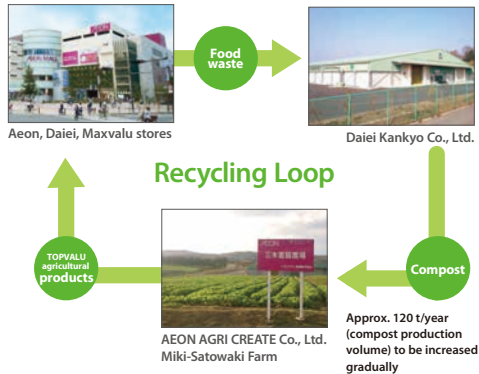 Food
waste
Aeon, Daiei, Maxvalu stores
Daiei Kankyo Co., Ltd.
Recycling Loop
TOPVALU
agricultural
products
Compost
AEON
AEON AGRI CREATE Co., Ltd.
Miki-Satowaki Farm
Approx. 120 t/year
(compost production
volume) to be increased
gradually